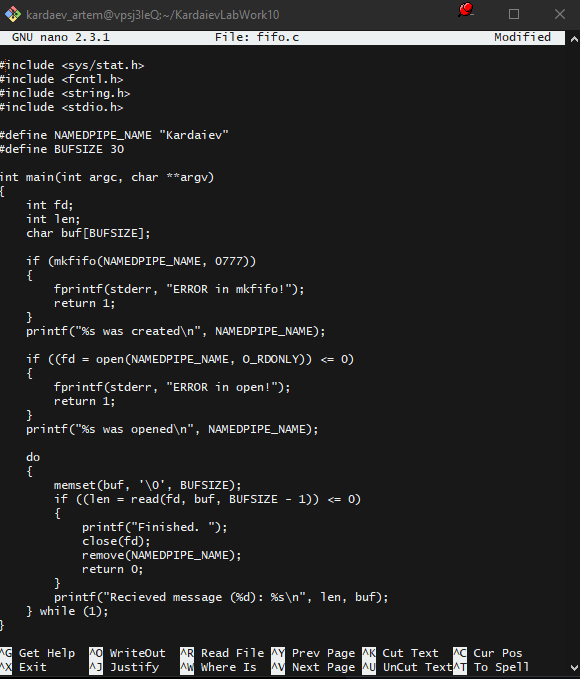 kardaev_artem@vpsj3leQ:~/KardaievLabWork10
GNU nano 2.3.1 File: fifo.c Modified
#include <sys/stat.h>
#include <fcntl.h>
#include <string.h>
#include <stdio.h>
#define NAMEDPIPE_NAME "Kardaiev"
#define BUFSIZE 30
int main(int argc, char **argv)
{
    int fd;
    int len;
    char buf[BUFSIZE];
    if (mkfifo(NAMEDPIPE_NAME, 0777))
    {
        fprintf(stderr, "ERROR in mkfifo!");
        return 1;
    }
    printf("%s was created\n", NAMEDPIPE_NAME);
    if ((fd = open(NAMEDPIPE_NAME, O_RDONLY)) <= 0)
    {
        fprintf(stderr, "ERROR in open!");
        return 1;
    }
    printf("%s was opened\n", NAMEDPIPE_NAME);
    do
    {
        memset(buf, '\0', BUFSIZE);
        if ((len = read(fd, buf, BUFSIZE - 1)) <= 0)
        {
            printf("Finished. ");
            close(fd);
            remove(NAMEDPIPE_NAME);
            return 0;
        }
        printf("Recieved message (%d): %s\n", len, buf);
    } while (1);
}
^G Get Help ^O WriteOut ^R Read File ^Y Prev Page ^K Cut Text ^C Cur Pos
^X Exit ^J Justify ^W Where Is ^V Next Page ^U UnCut Text ^T To Spell